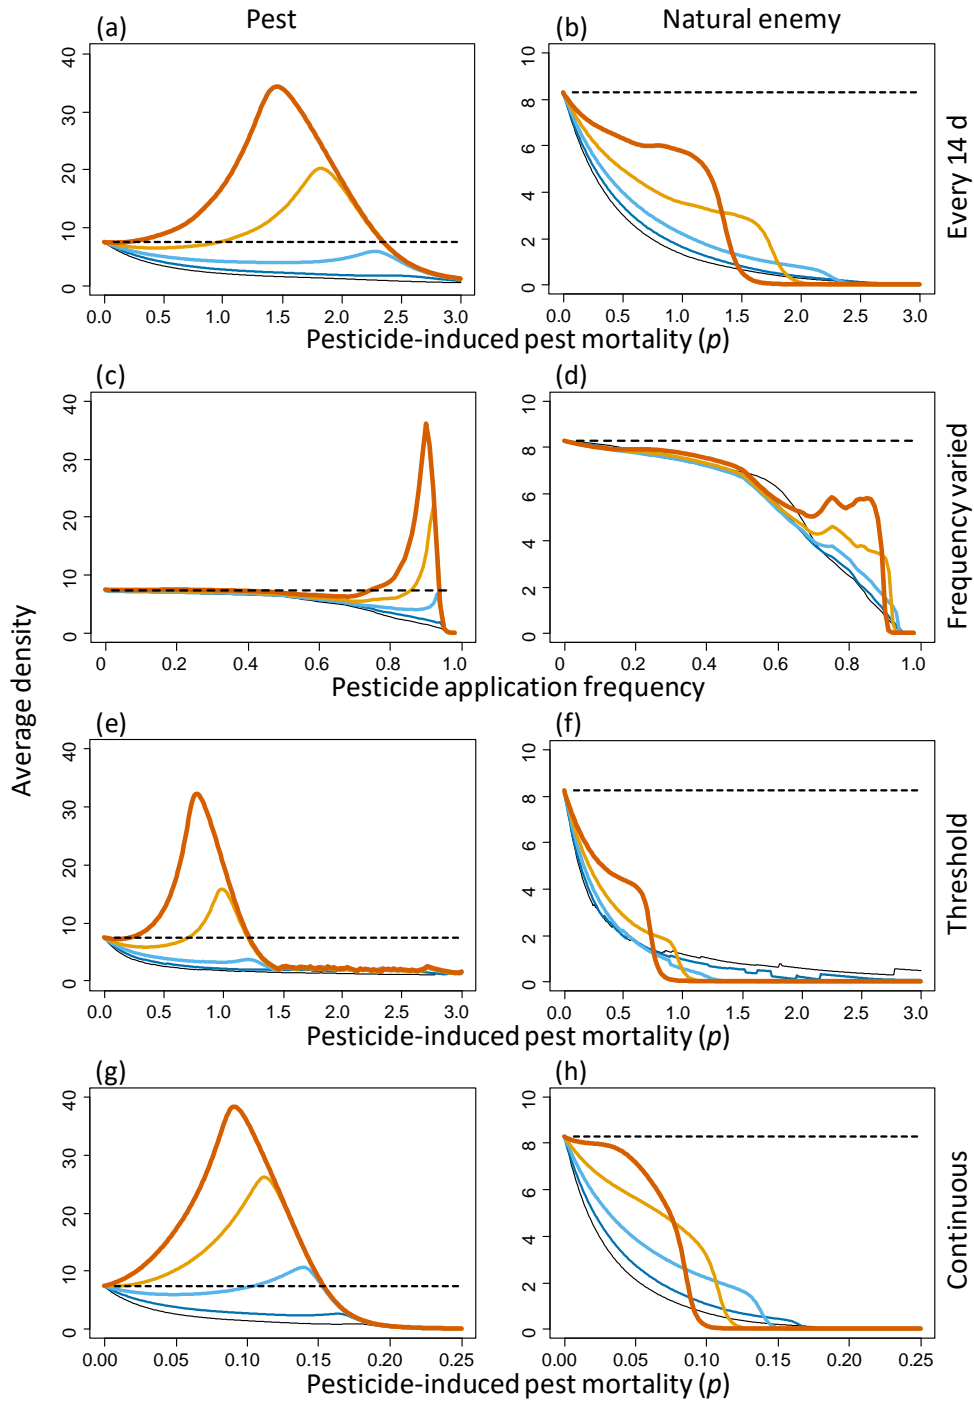 Pest
Natural enemy
(a)
(b)
40
30
20
10
0
0.0 0.5 1.0 1.5 2.0 2.5 3.0
10
8
6
4
2
0
0.0 0.5 1.0 1.5 2.0 2.5 3.0
Every 14 d
Pesticide-induced pest mortality (p)
(c)
(d)
40
30
20
10
0
0 0.2 0.4 0.6 0.8 1.0
10
8
6
4
2
0
0 0.2 0.4 0.6 0.8 1.0
Frequency varied
Pesticide application frequency
Average density
(e)
(f)
40
30
20
10
0
0.0 0.5 1.0 1.5 2.0 2.5 3.0
10
8
6
4
2
0
0.0 0.5 1.0 1.5 2.0 2.5 3.0
Threshold
Pesticide-induced pest mortality (p)
(g)
(h)
40
30
20
10
0
0.00 0.05 0.10 0.15 0.20 0.25
10
8
6
4
2
0
0.00 0.05 0.10 0.15 0.20 0.25
Continuous
Pesticide-induced pest mortality (p)